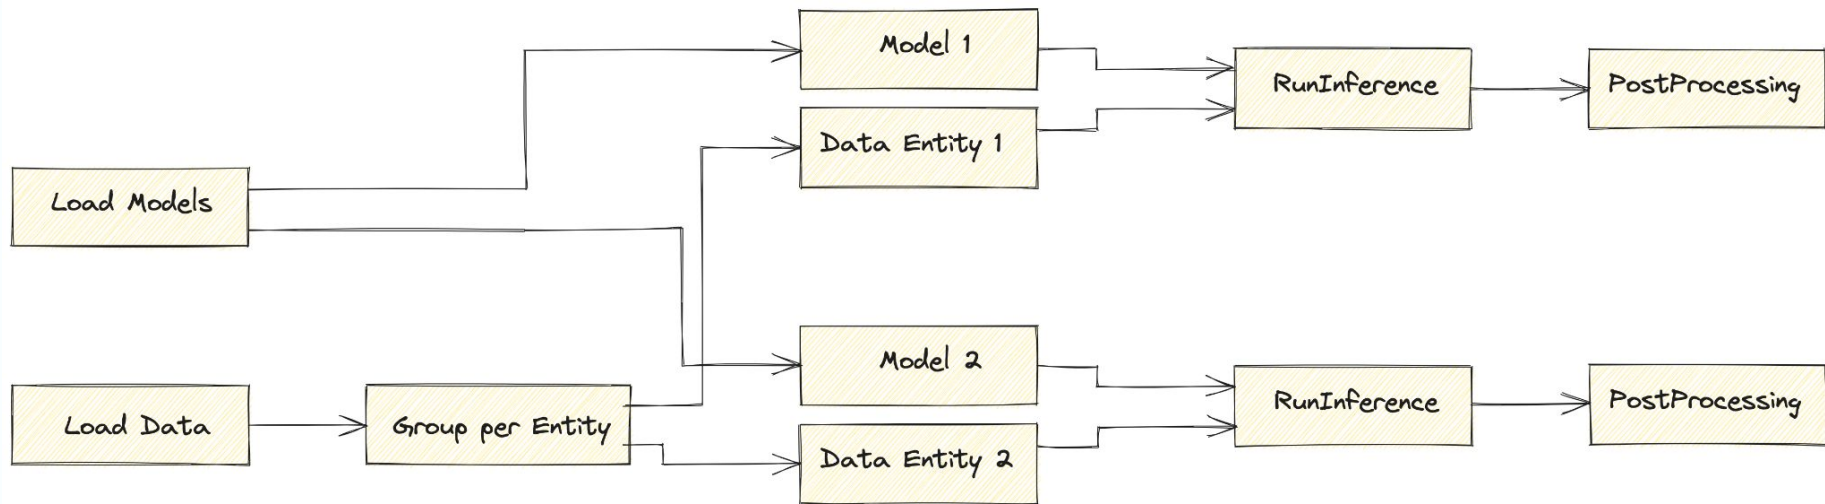 Model 1
RunInference
PostProcessing
Data Entity 1
Load Models
Model 2
RunInference
PostProcessing
Load Data
Group per Entity
Data Entity 2